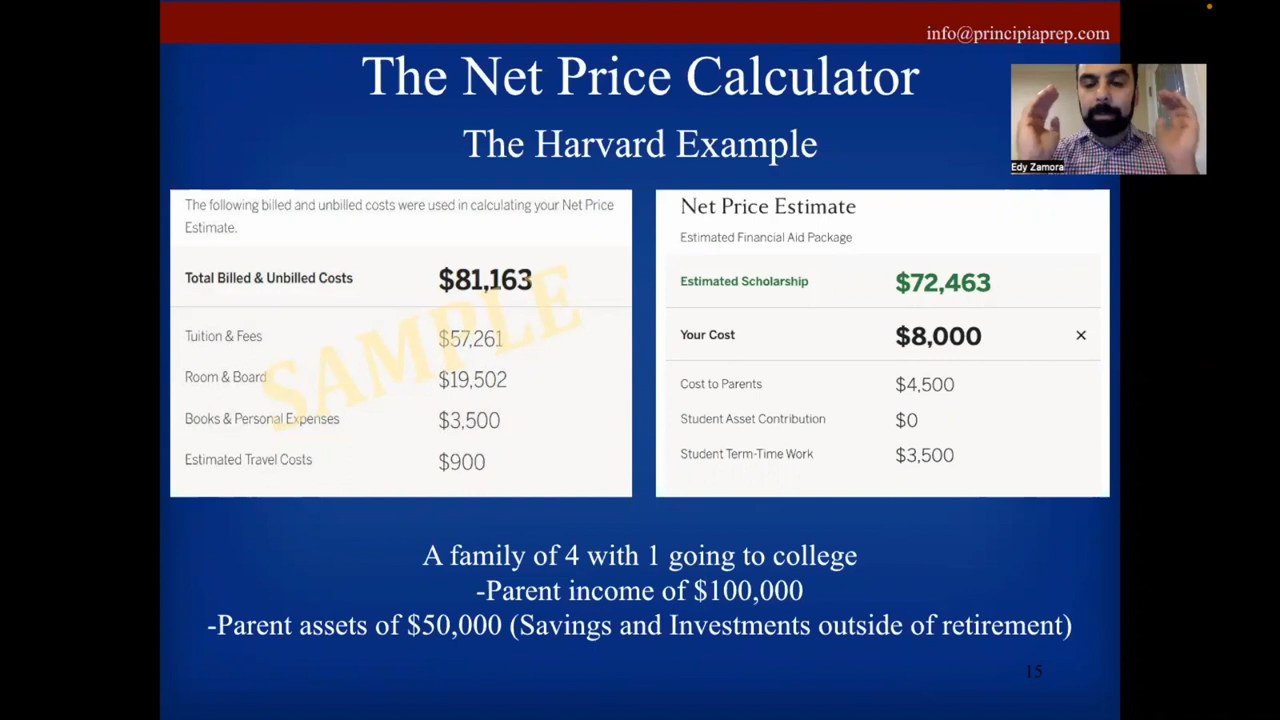 info@principiaprep.com
The Net Price Calculator
The Harvard Example
Edy Zamora
The following billed and unbilled costs were used in calculating your Net Price
Estimate.
Total Billed & Unbilled Costs $81,163
Tuition & Fees $57,261
Room & Board $19,502
Books & Personal Expenses $3,500
Estimated Travel Costs $900
SAMPLE
Net Price Estimate
Estimated Financial Aid Package
Estimated Scholarship $72,463
Your Cost $8,000 ×
Cost to Parents $4,500
Student Asset Contribution $0
Student Term-Time Work $3,500
A family of 4 with 1 going to college
-Parent income of $100,000
-Parent assets of $50,000 (Savings and Investments outside of retirement)
15